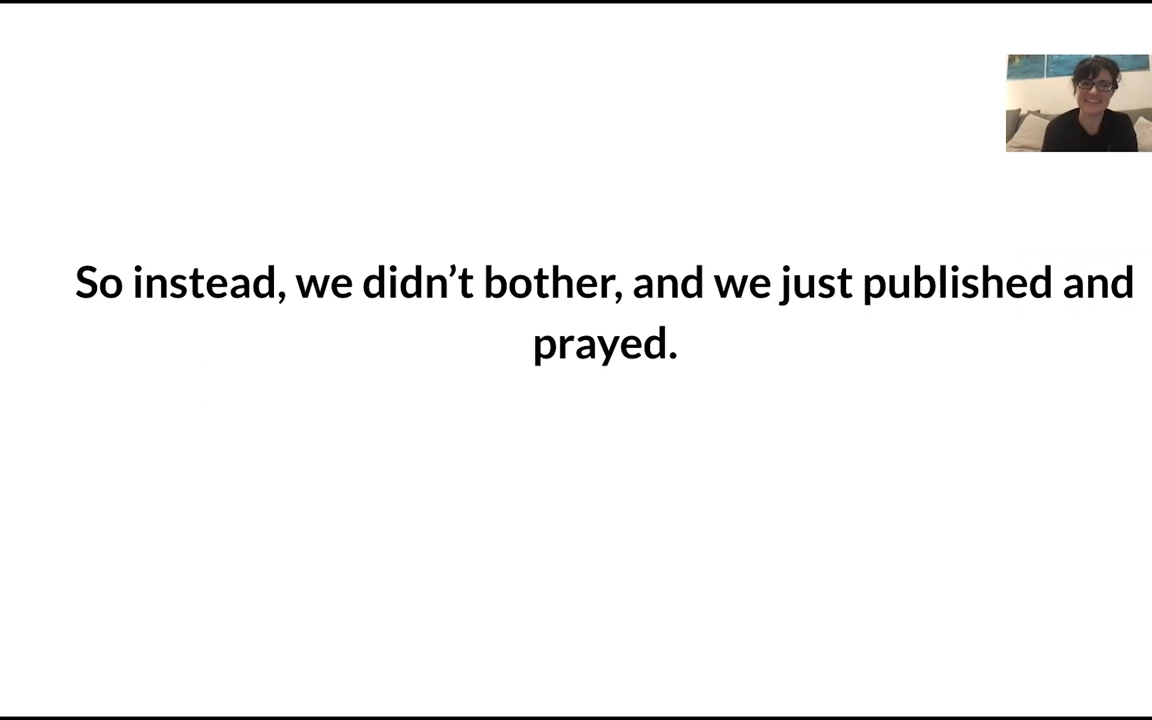 So instead, we didn’t bother, and we just published and
prayed.